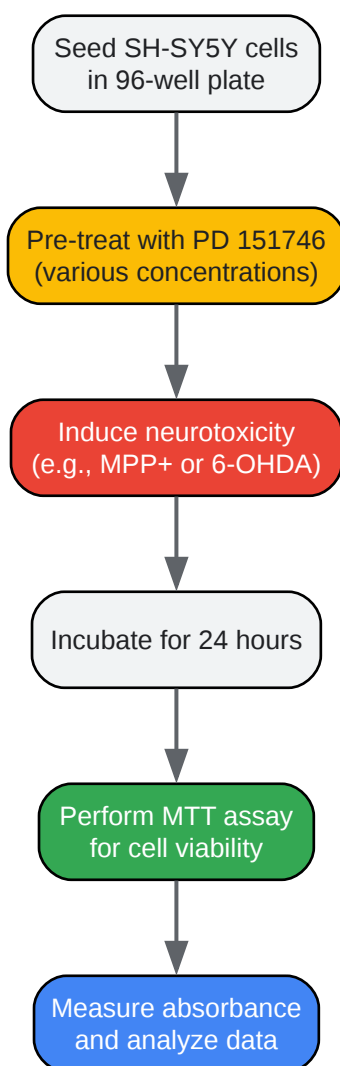 Seed SH-SY5Y cells
in 96-well plate
Pre-treat with PD 151746
(various concentrations)
Induce neurotoxicity
(e.g., MPP+ or 6-OHDA)
Incubate for 24 hours
Perform MTT assay
for cell viability
Measure absorbance
and analyze data